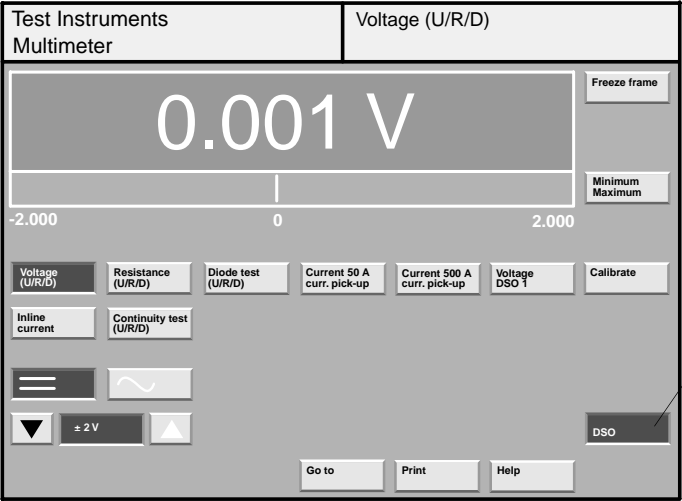 Test Instruments
Multimeter
Voltage (U/R/D)
0.001 V
Freeze frame
Minimum
Maximum
-2.000
0
2.000
Voltage
(U/R/D)
Resistance
(U/R/D)
Diode test
(U/R/D)
Current 50 A
curr. pick-up
Current 500 A
curr. pick-up
Voltage
DSO 1
Calibrate
Inline
current
Continuity test
(U/R/D)
± 2 V
DSO
Go to
Print
Help